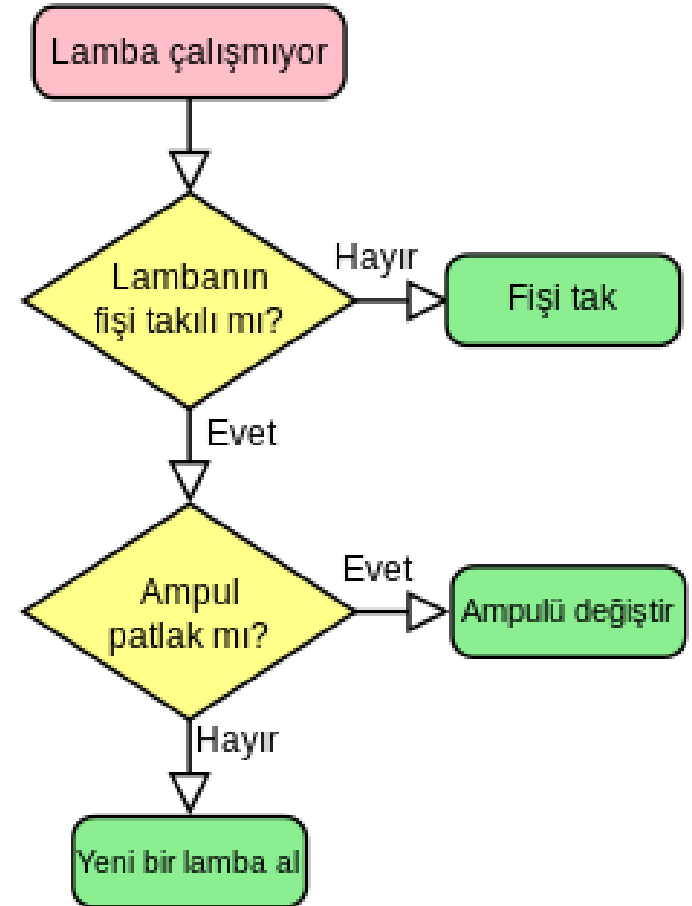 Lamba çalışmıyor
Lambanın
fişi takılı mı?
Hayır
Fişi tak
Evet
Ampul
patlak mı?
Evet
Ampulü değiştir
Hayır
Yeni bir lamba al